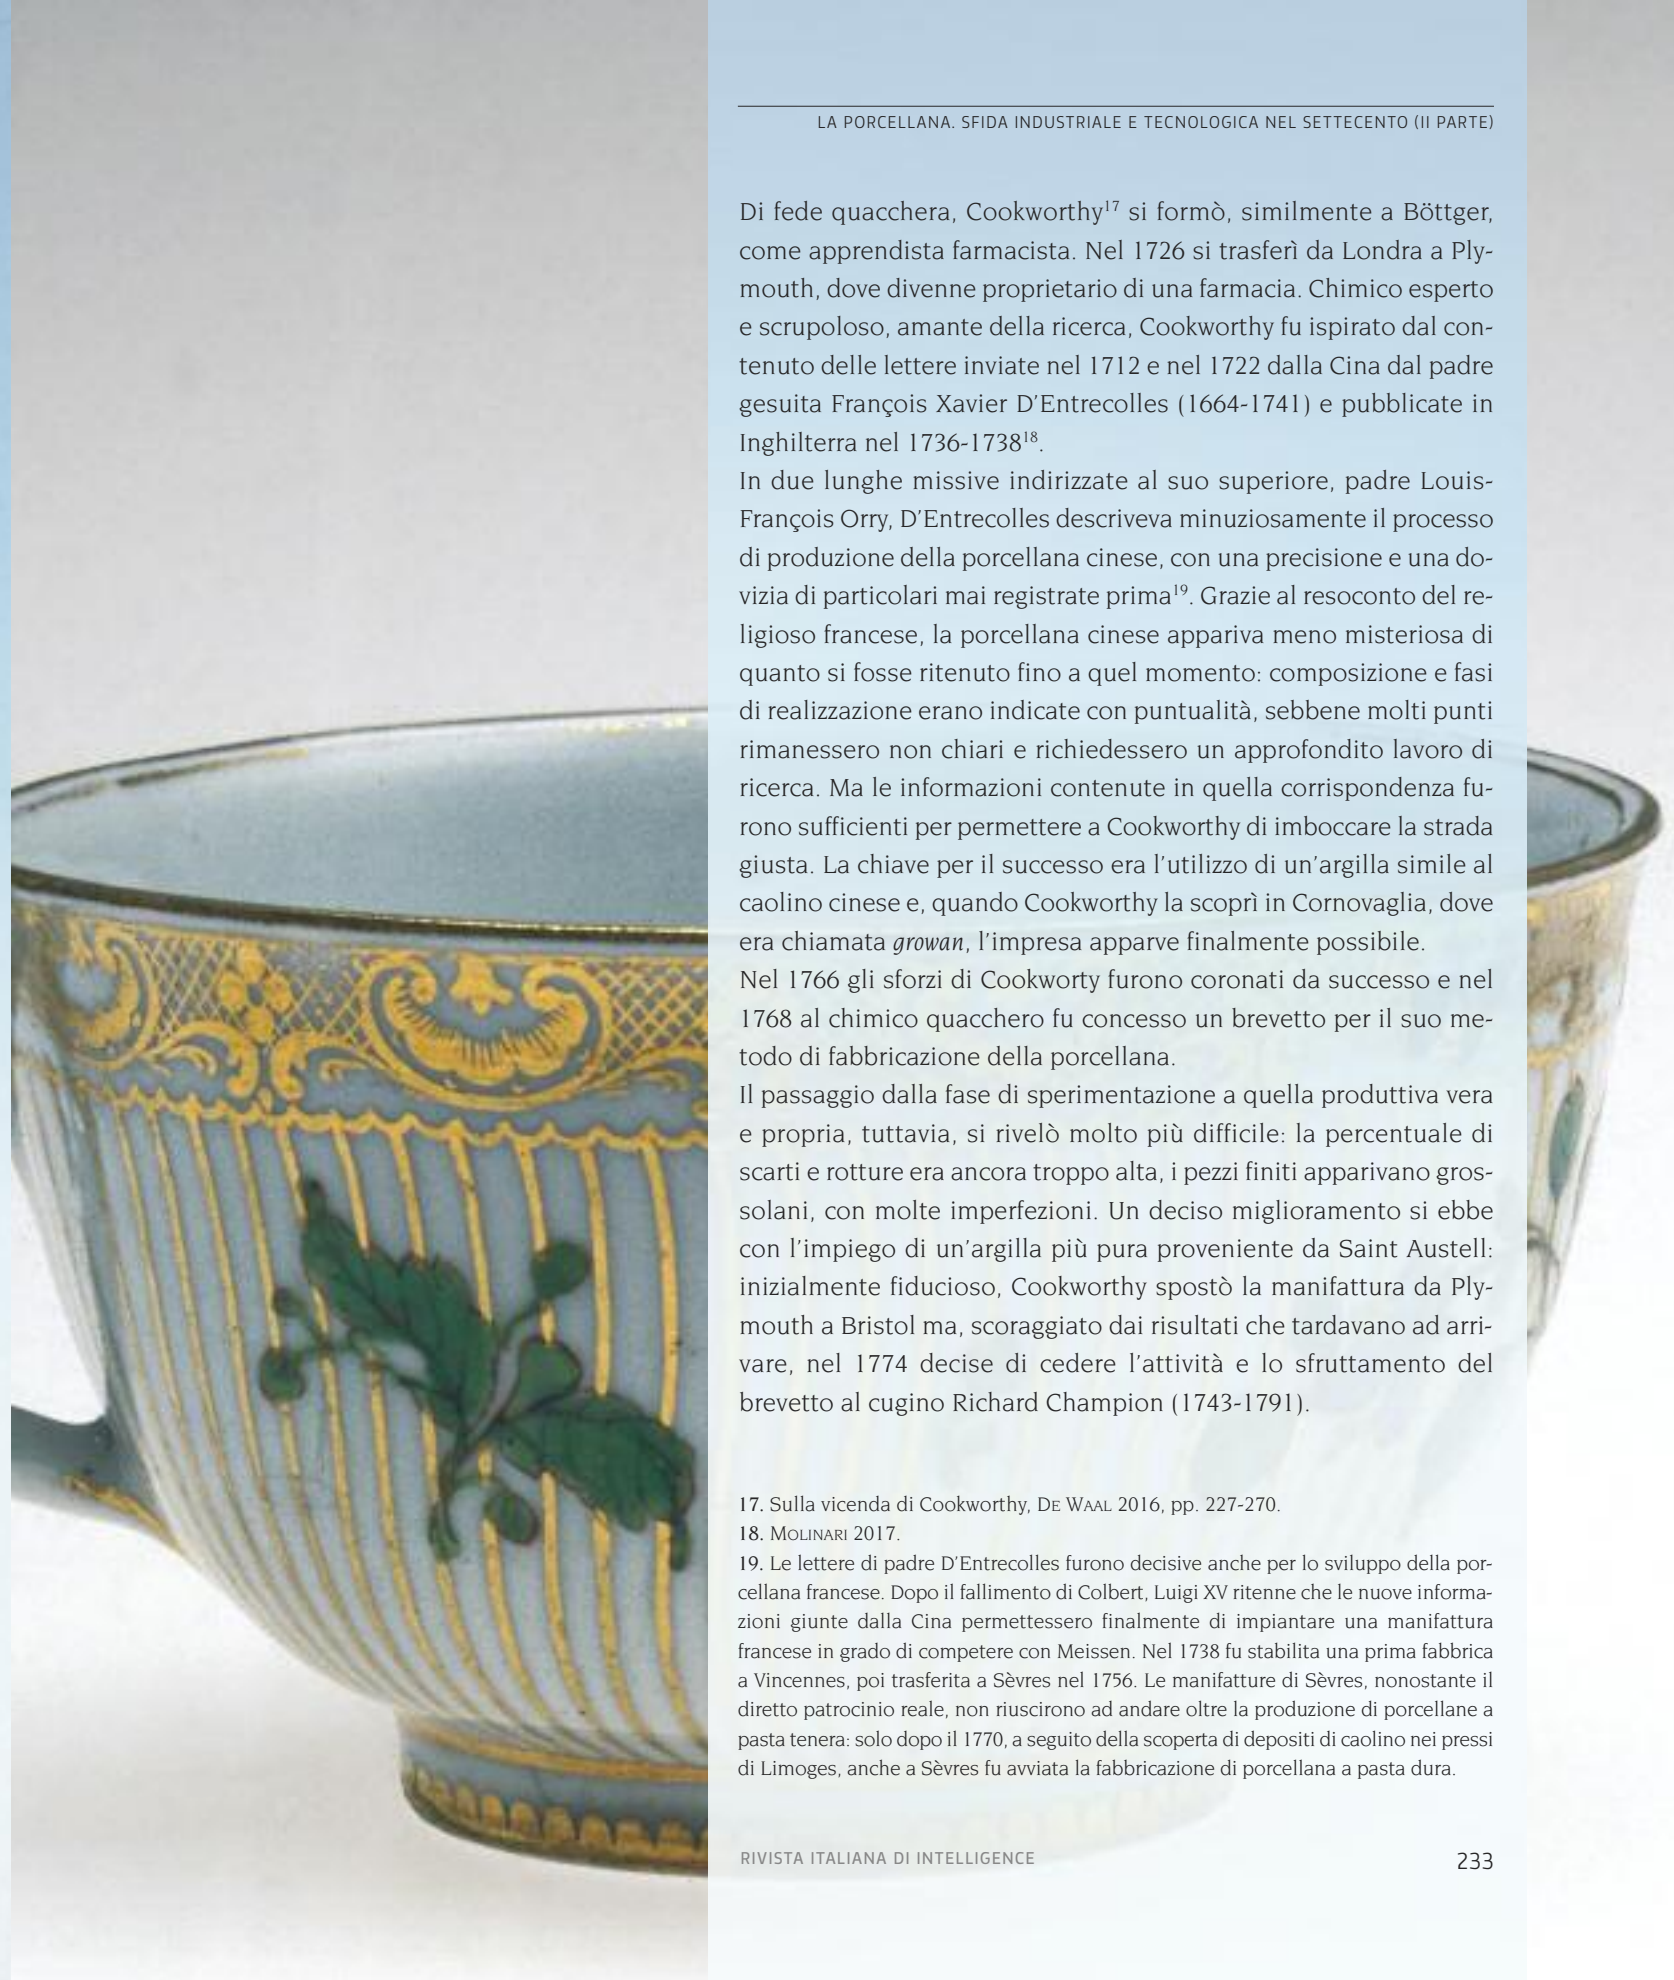 LA PORCELLANA. SFIDA INDUSTRIALE E TECNOLOGICA NEL SETTECENTO (II PARTE)
Di fede quacchera, Cookworthy17 si formò, similmente a Böttger,
come apprendista farmacista. Nel 1726 si trasferì da Londra a Ply-
mouth, dove divenne proprietario di una farmacia. Chimico esperto
e scrupoloso, amante della ricerca, Cookworthy fu ispirato dal con-
tenuto delle lettere inviate nel 1712 e nel 1722 dalla Cina dal padre
gesuita François Xavier D'Entrecolles (1664-1741) e pubblicate in
Inghilterra nel 1736-173818.
In due lunghe missive indirizzate al suo superiore, padre Louis-
François Orry, D'Entrecolles descriveva minuziosamente il processo
di produzione della porcellana cinese, con una precisione e una do-
vizia di particolari mai registrate prima19. Grazie al resoconto del re-
ligioso francese, la porcellana cinese appariva meno misteriosa di
quanto si fosse ritenuto fino a quel momento: composizione e fasi
di realizzazione erano indicate con puntualità, sebbene molti punti
rimanessero non chiari e richiedessero un approfondito lavoro di
ricerca. Ma le informazioni contenute in quella corrispondenza fu-
rono sufficienti per permettere a Cookworthy di imboccare la strada
giusta. La chiave per il successo era l'utilizzo di un'argilla simile al
caolino cinese e, quando Cookworthy la scoprì in Cornovaglia, dove
era chiamata growan, l'impresa apparve finalmente possibile.
Nel 1766 gli sforzi di Cookworty furono coronati da successo e nel
1768 al chimico quacchero fu concesso un brevetto per il suo me-
todo di fabbricazione della porcellana.
Il passaggio dalla fase di sperimentazione a quella produttiva vera
e propria, tuttavia, si rivelò molto più difficile: la percentuale di
scarti e rotture era ancora troppo alta, i pezzi finiti apparivano gros-
solani, con molte imperfezioni. Un deciso miglioramento si ebbe
con l'impiego di un'argilla più pura proveniente da Saint Austell:
inizialmente fiducioso, Cookworthy spostò la manifattura da Ply-
mouth a Bristol ma, scoraggiato dai risultati che tardavano ad arri-
vare, nel 1774 decise di cedere l'attività e lo sfruttamento del
brevetto al cugino Richard Champion (1743-1791).
17. Sulla vicenda di Cookworthy, DE WAAL 2016, pp. 227-270.
18. MOLINARI 2017.
19. Le lettere di padre D'Entrecolles furono decisive anche per lo sviluppo della por-
cellana francese. Dopo il fallimento di Colbert, Luigi XV ritenne che le nuove informa-
zioni giunte dalla Cina permettessero finalmente di impiantare una manifattura
francese in grado di competere con Meissen. Nel 1738 fu stabilita una prima fabbrica
a Vincennes, poi trasferita a Sèvres nel 1756. Le manifatture di Sèvres, nonostante il
diretto patrocinio reale, non riuscirono ad andare oltre la produzione di porcellane a
pasta tenera: solo dopo il 1770, a seguito della scoperta di depositi di caolino nei pressi
di Limoges, anche a Sèvres fu avviata la fabbricazione di porcellana a pasta dura.
RIVISTA ITALIANA DI INTELLIGENCE
233